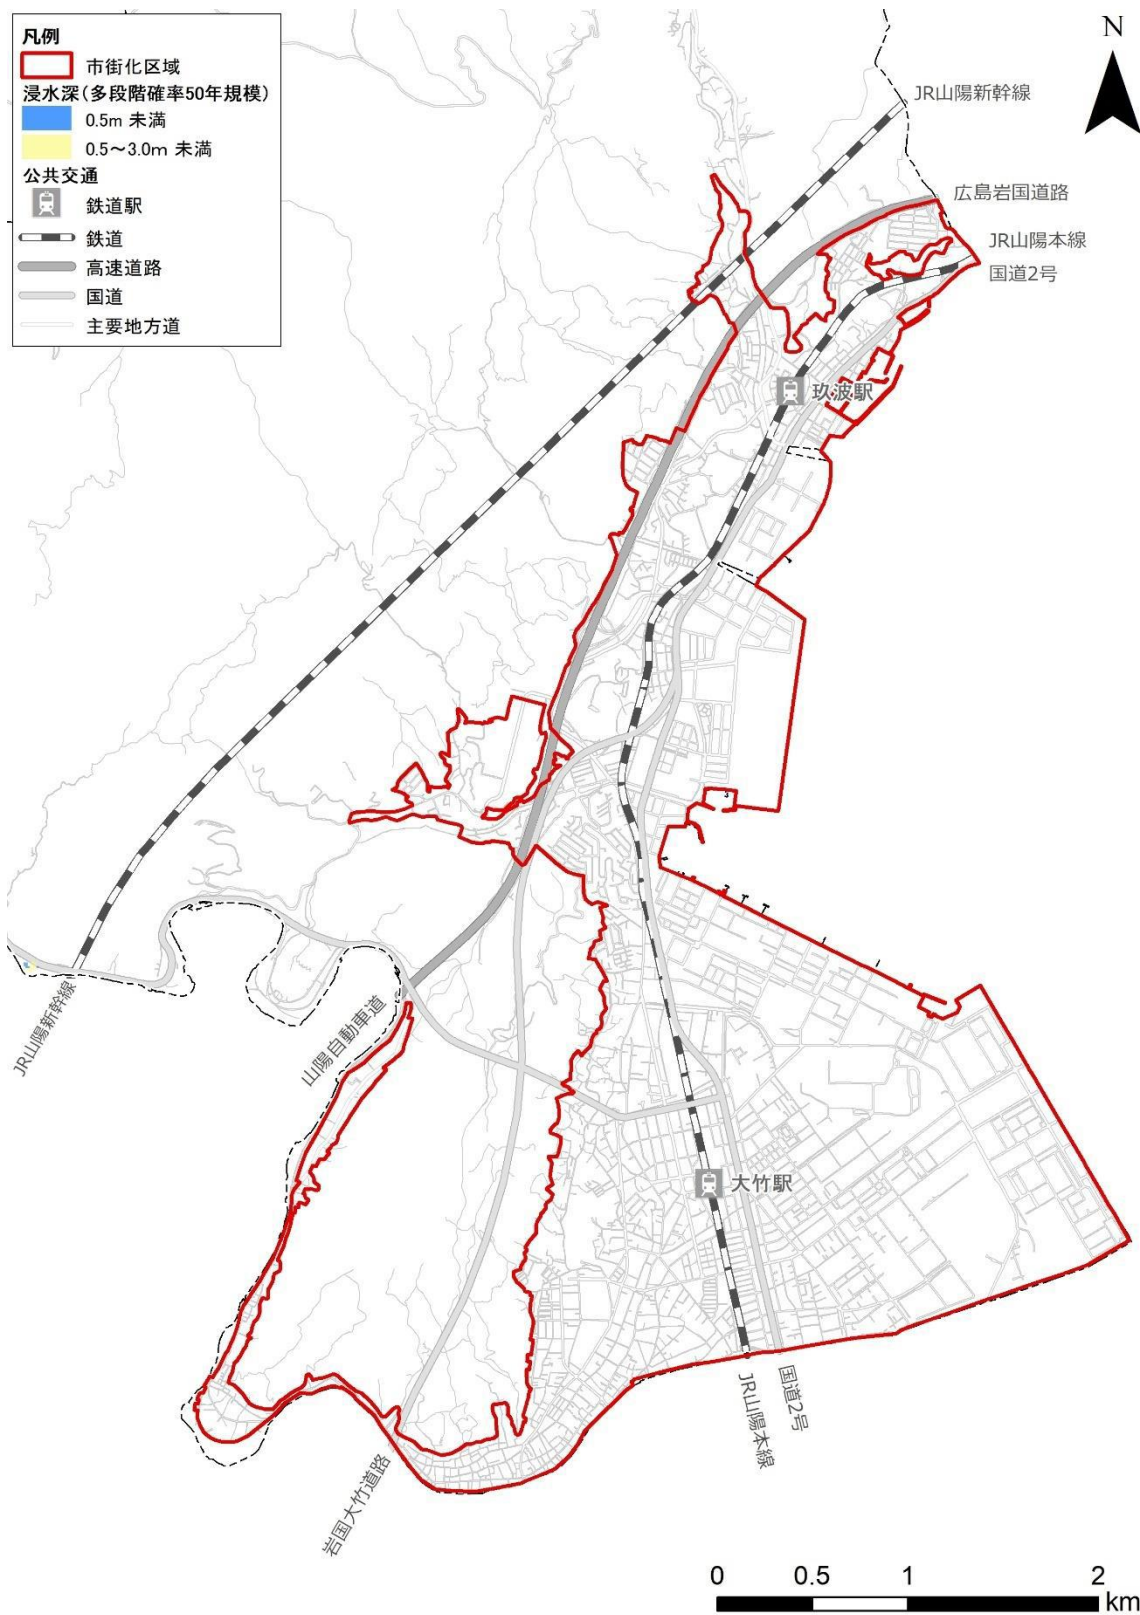 凡例
市街化区域
浸水深(多段階確率50年規模)
0.5m 未満
0.5～3.0m 未満
公共交通
鉄道駅
鉄道
高速道路
国道
主要地方道
N
JR山陽新幹線
広島岩国道路
JR山陽本線
国道2号
玖波駅
JR山陽新幹線
山陽自動車道
大竹駅
国道2号
JR山陽本線
岩国大竹道路
0 0.5 1 2
km